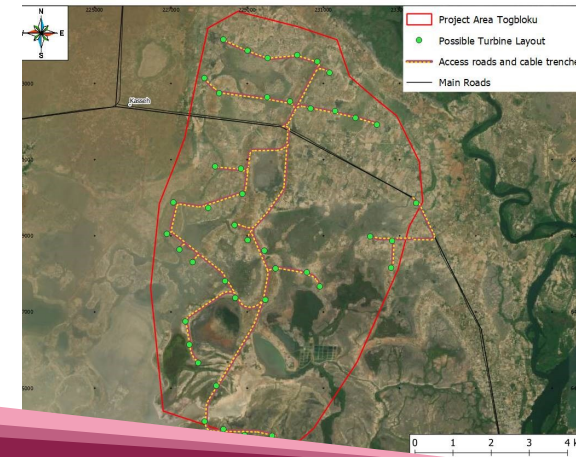 N
E
S
Project Area Togbloku
Possible Turbine Layout
Access roads and cable trenche
Main Roads
Kasseh
0 1 2 3 4 k